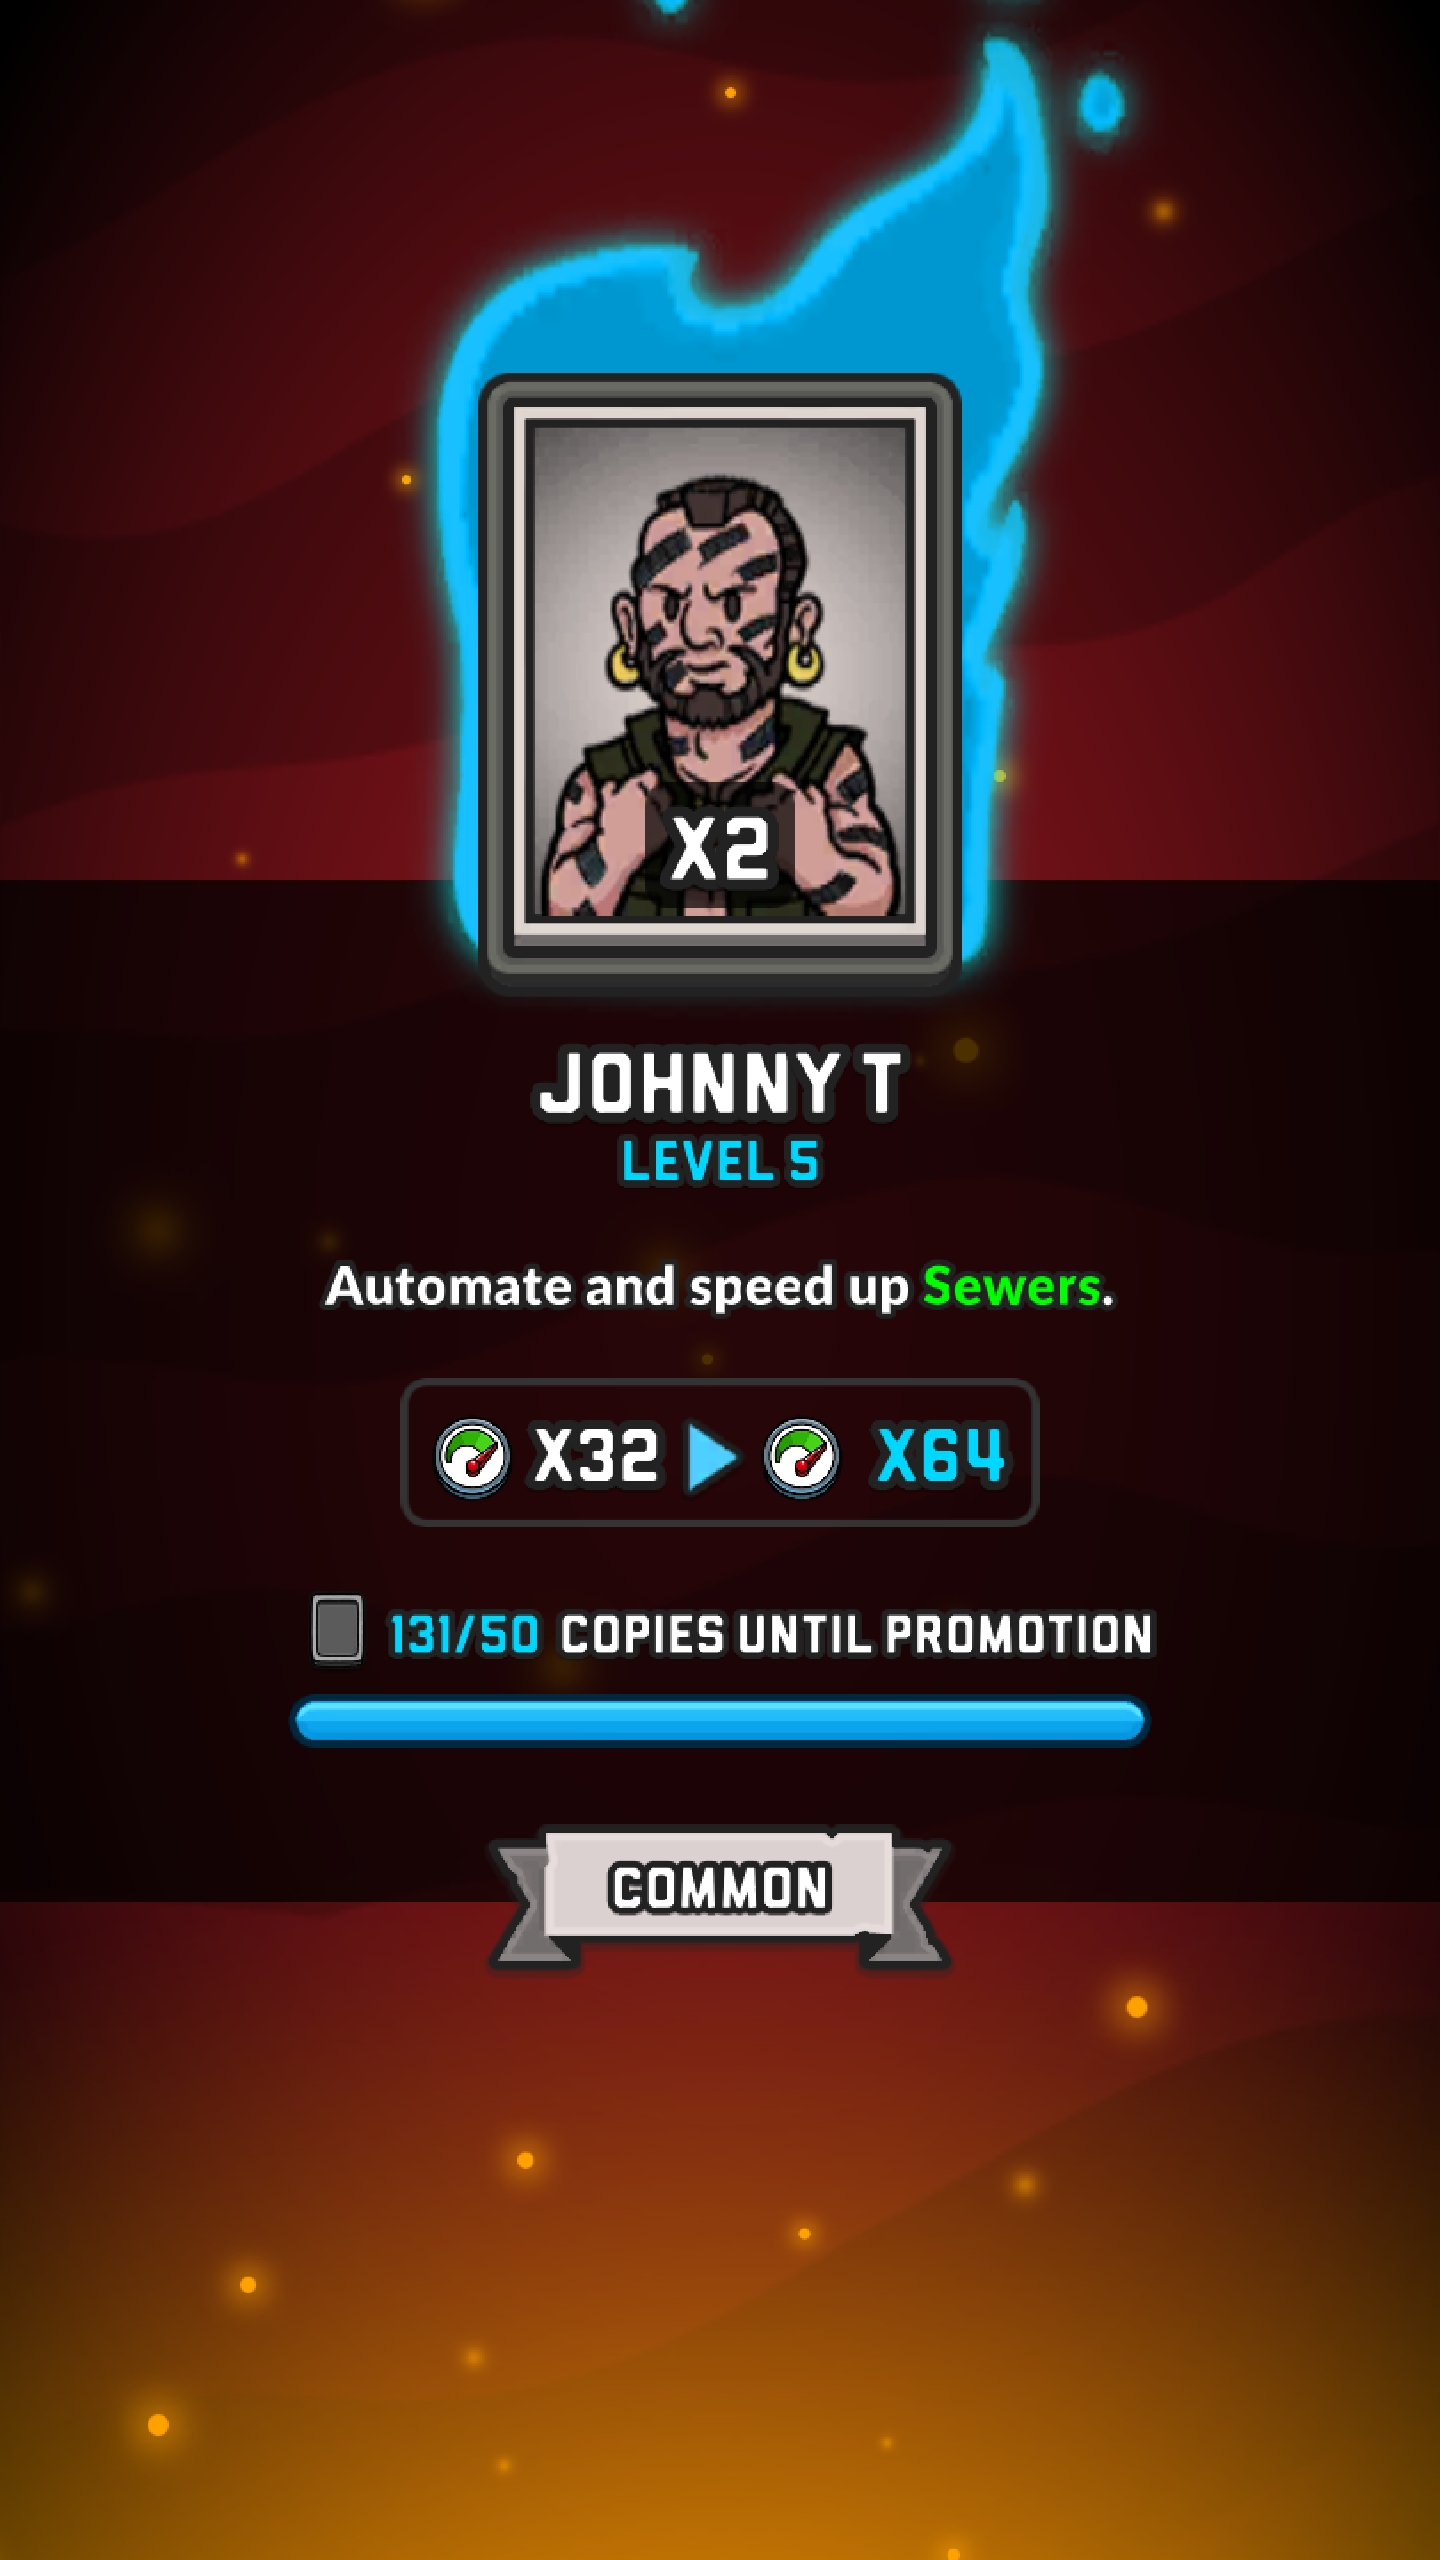 X2
JOHNNY T
LEVEL 5
Automate and speed up Sewers.
X32 X64
131/50 COPIES UNTIL PROMOTION
COMMON